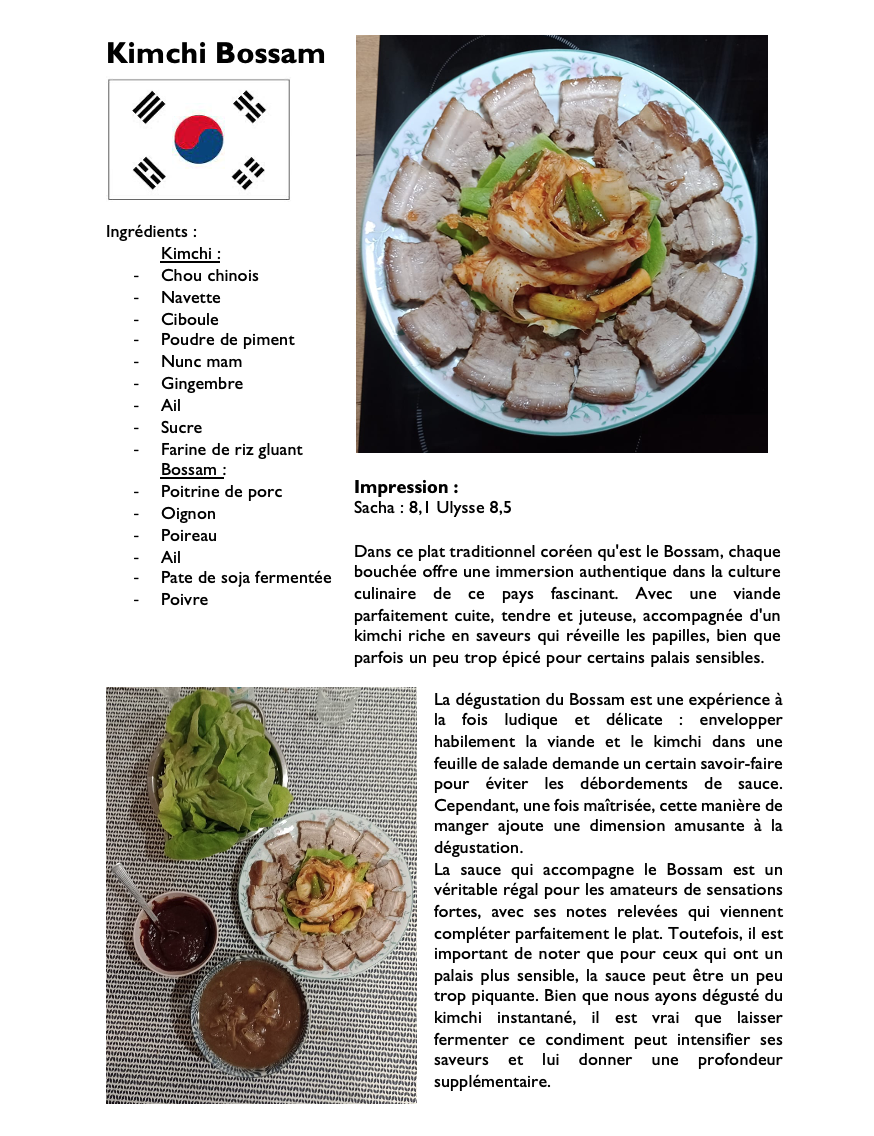 Kimchi Bossam
Ingrédients :
Kimchi :
- Chou chinois
- Navette
- Ciboule
- Poudre de piment
- Nunc mam
- Gingembre
- Ail
- Sucre
- Farine de riz gluant
Bossam :
- Poitrine de porc
- Oignon
- Poireau
- Ail
- Pate de soja fermentée
- Poivre
Impression :
Sacha : 8,1 Ulysse 8,5
Dans ce plat traditionnel coréen qu'est le Bossam, chaque
bouchée offre une immersion authentique dans la culture
culinaire de ce pays fascinant. Avec une viande
parfaitement cuite, tendre et juteuse, accompagnée d'un
kimchi riche en saveurs qui réveille les papilles, bien que
parfois un peu trop épicé pour certains palais sensibles.
La dégustation du Bossam est une expérience à
la fois ludique et délicate : envelopper
habilement la viande et le kimchi dans une
feuille de salade demande un certain savoir-faire
pour éviter les débordements de sauce.
Cependant, une fois maîtrisée, cette manière de
manger ajoute une dimension amusante à la
dégustation.
La sauce qui accompagne le Bossam est un
véritable régal pour les amateurs de sensations
fortes, avec ses notes relevées qui viennent
compléter parfaitement le plat. Toutefois, il est
important de noter que pour ceux qui ont un
palais plus sensible, la sauce peut être un peu
trop piquante. Bien que nous ayons dégusté du
kimchi instantané, il est vrai que laisser
fermenter ce condiment peut intensifier ses
saveurs et lui donner une profondeur
supplémentaire.